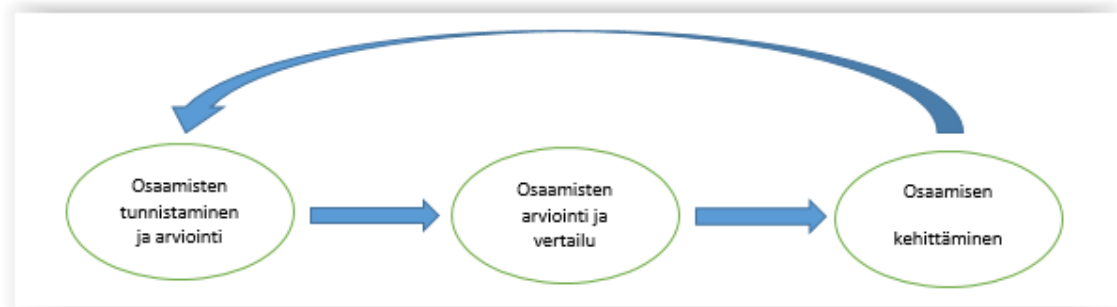 Osaamisten
tunnistaminen
ja arviointi
Osaamisten
arviointi ja
vertailu
Osaamisen
kehittäminen